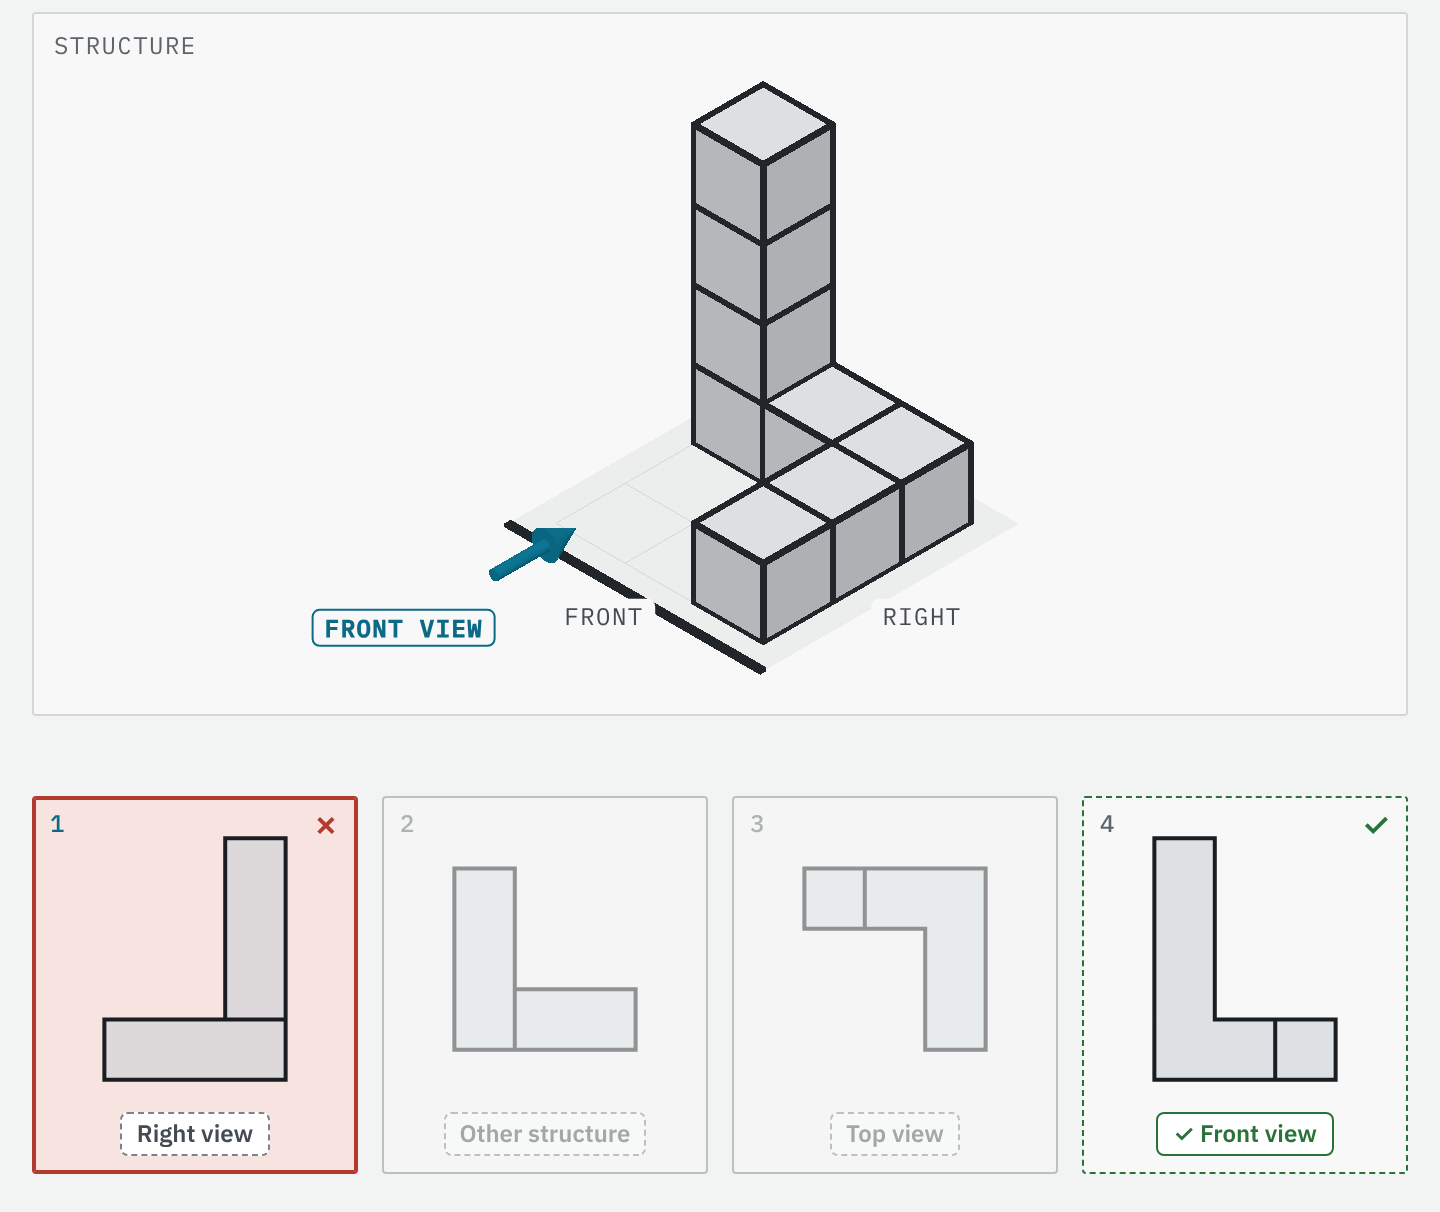 STRUCTURE
FRONT VIEW
FRONT
RIGHT
1
2
3
4
Right view
Other structure
Top view
Front view